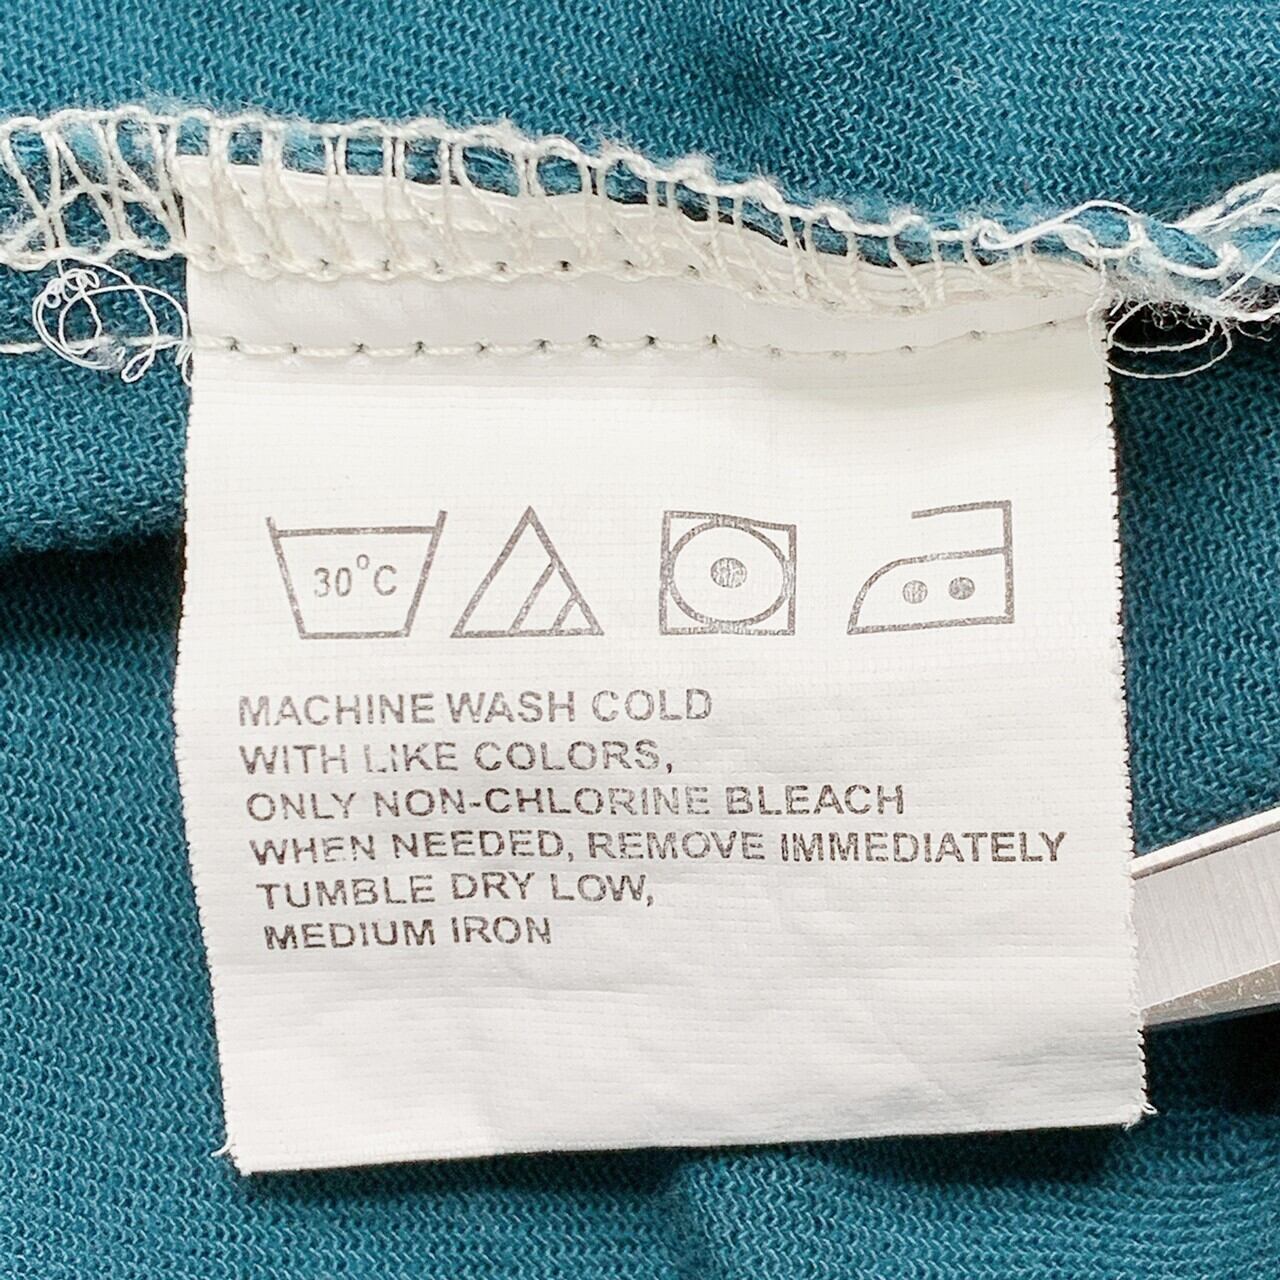 30°C
MACHINE WASH COLD
WITH LIKE COLORS,
ONLY NON-CHLORINE BLEACH
WHEN NEEDED, REMOVE IMMEDIATELY
TUMBLE DRY LOW,
MEDIUM IRON